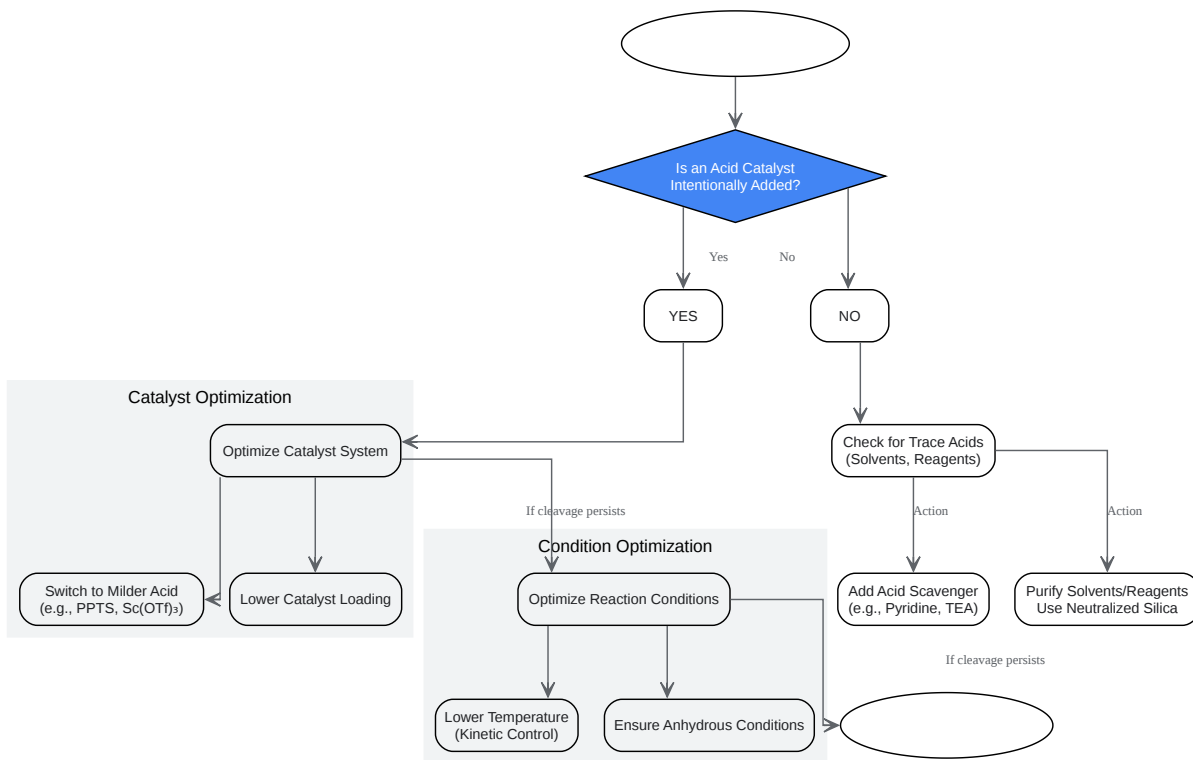 Is an Acid Catalyst
Intentionally Added?
Yes
No
YES
NO
Catalyst Optimization
Optimize Catalyst System
Check for Trace Acids
(Solvents, Reagents)
If cleavage persists
Action
Action
Condition Optimization
Switch to Milder Acid
(e.g., PPTS, Sc(OTf)₃)
Lower Catalyst Loading
Optimize Reaction Conditions
Add Acid Scavenger
(e.g., Pyridine, TEA)
Purify Solvents/Reagents
Use Neutralized Silica
If cleavage persists
Lower Temperature
(Kinetic Control)
Ensure Anhydrous Conditions